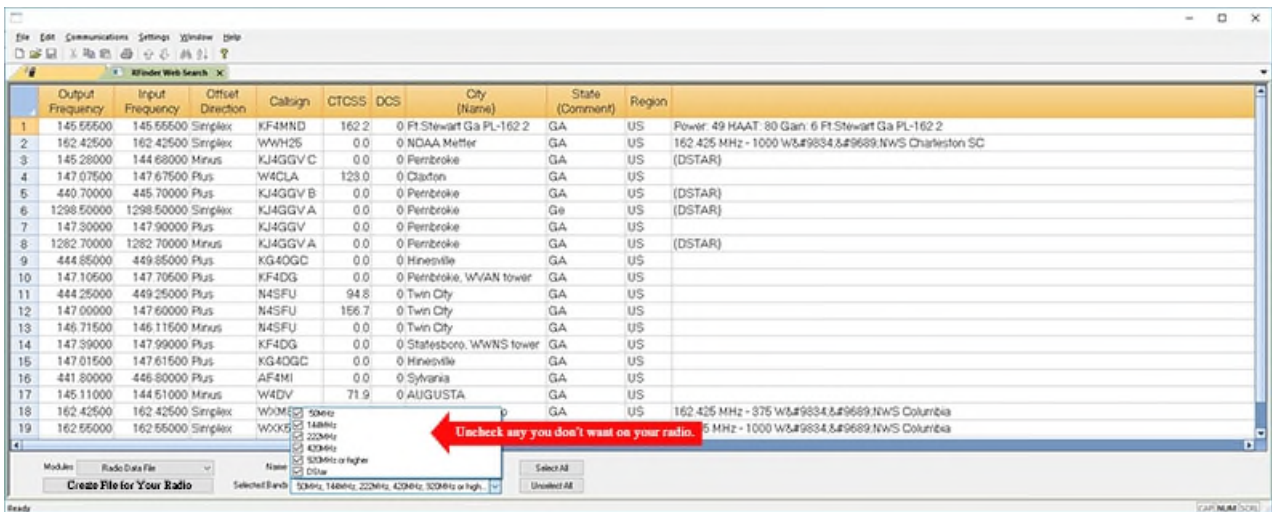 File Edit Communications Settings Window Help
RFinder Web Search X
Output Frequency Input Frequency Offset Direction Callsign CTCSS DCS City (Name) State (Comment) Region
1 145.55500 145.55500 Simplex KF4MND 162.2 0 Ft.Stewart Ga PL-162.2 GA US Power: 49 HAAT: 80 Gain: 6 Ft.Stewart Ga PL-162.2
2 162.42500 162.42500 Simplex WWH25 0.0 0 NOAA Metter GA US 162.425 MHz - 1000 W&#9834;&#9689;NWS Charleston SC
3 145.28000 144.68000 Minus KJ4GGV C 0.0 0 Pembroke GA US (DSTAR)
4 147.07500 147.67500 Plus W4CLA 123.0 0 Claxton GA US
5 440.70000 445.70000 Plus KJ4GGV B 0.0 0 Pembroke GA US (DSTAR)
6 1298.50000 1298.50000 Simplex KJ4GGV A 0.0 0 Pembroke Ge US (DSTAR)
7 147.30000 147.90000 Plus KJ4GGV 0.0 0 Pembroke GA US
8 1282.70000 1282.70000 Minus KJ4GGV A 0.0 0 Pembroke GA US (DSTAR)
9 444.85000 449.85000 Plus KG4OGC 0.0 0 Hinesville GA US
10 147.10500 147.70500 Plus KF4DG 0.0 0 Pembroke, WVAN tower GA US
11 444.25000 449.25000 Plus N4SFU 94.8 0 Twin City GA US
12 147.00000 147.60000 Plus N4SFU 156.7 0 Twin City GA US
13 146.71500 146.11500 Minus N4SFU 0.0 0 Twin City GA US
14 147.39000 147.99000 Plus KF4DG 0.0 0 Statesboro, WWNS tower GA US
15 147.01500 147.61500 Plus KG4OGC 0.0 0 Hinesville GA US
16 441.80000 446.80000 Plus AF4MI 0.0 0 Sylvania GA US
17 145.11000 144.51000 Minus W4DV 71.9 0 AUGUSTA GA US
18 162.42500 162.42500 Simplex GA US 162.425 MHz - 375 W&#9834;&#9689;NWS Columbia
19 162.55000 162.55000 Simplex MHz - 1000 W&#9834;&#9689;NWS Columbia
50MHz
144MHz
222MHz
420MHz
920MHz or higher
DStar
Uncheck any you don't want on your radio.
Modules Radio Data File Name Select All
Create File for Your Radio Selected Bands 50MHz, 144MHz, 222MHz, 420MHz, 920MHz or high... Unselect All
Ready CAP NUM SCRL